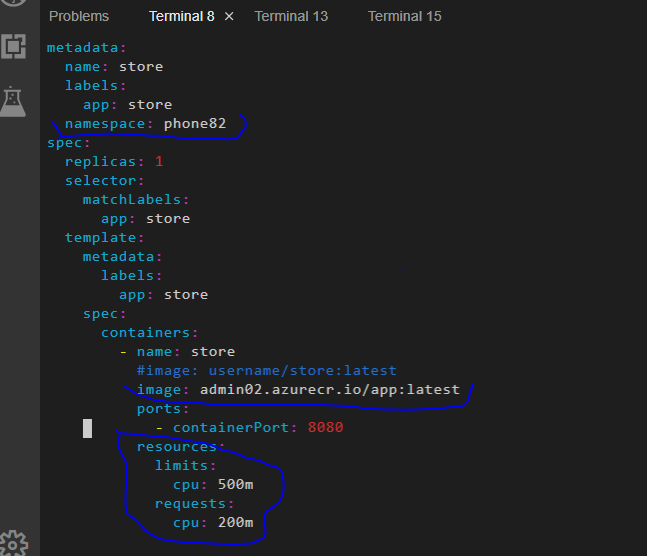 Problems Terminal 8 × Terminal 13 Terminal 15
metadata:
  name: store
  labels:
    app: store
  namespace: phone82
spec:
  replicas: 1
  selector:
    matchLabels:
      app: store
  template:
    metadata:
      labels:
        app: store
    spec:
      containers:
        - name: store
          #image: username/store:latest
          image: admin02.azurecr.io/app:latest
          ports:
            - containerPort: 8080
          resources:
            limits:
              cpu: 500m
            requests:
              cpu: 200m